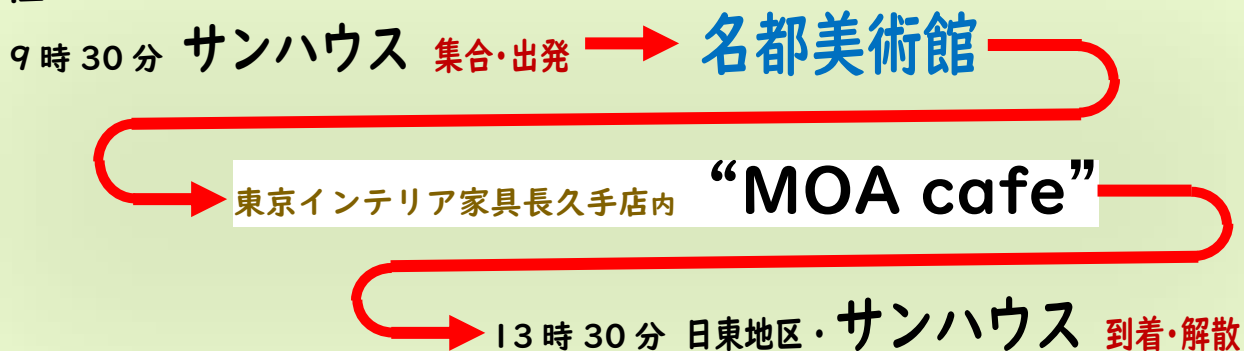 9時30分 サンハウス 集合・出発 名都美術館
東京インテリア家具長久手店内 “MOA cafe”
13時30分 日東地区・サンハウス 到着・解散